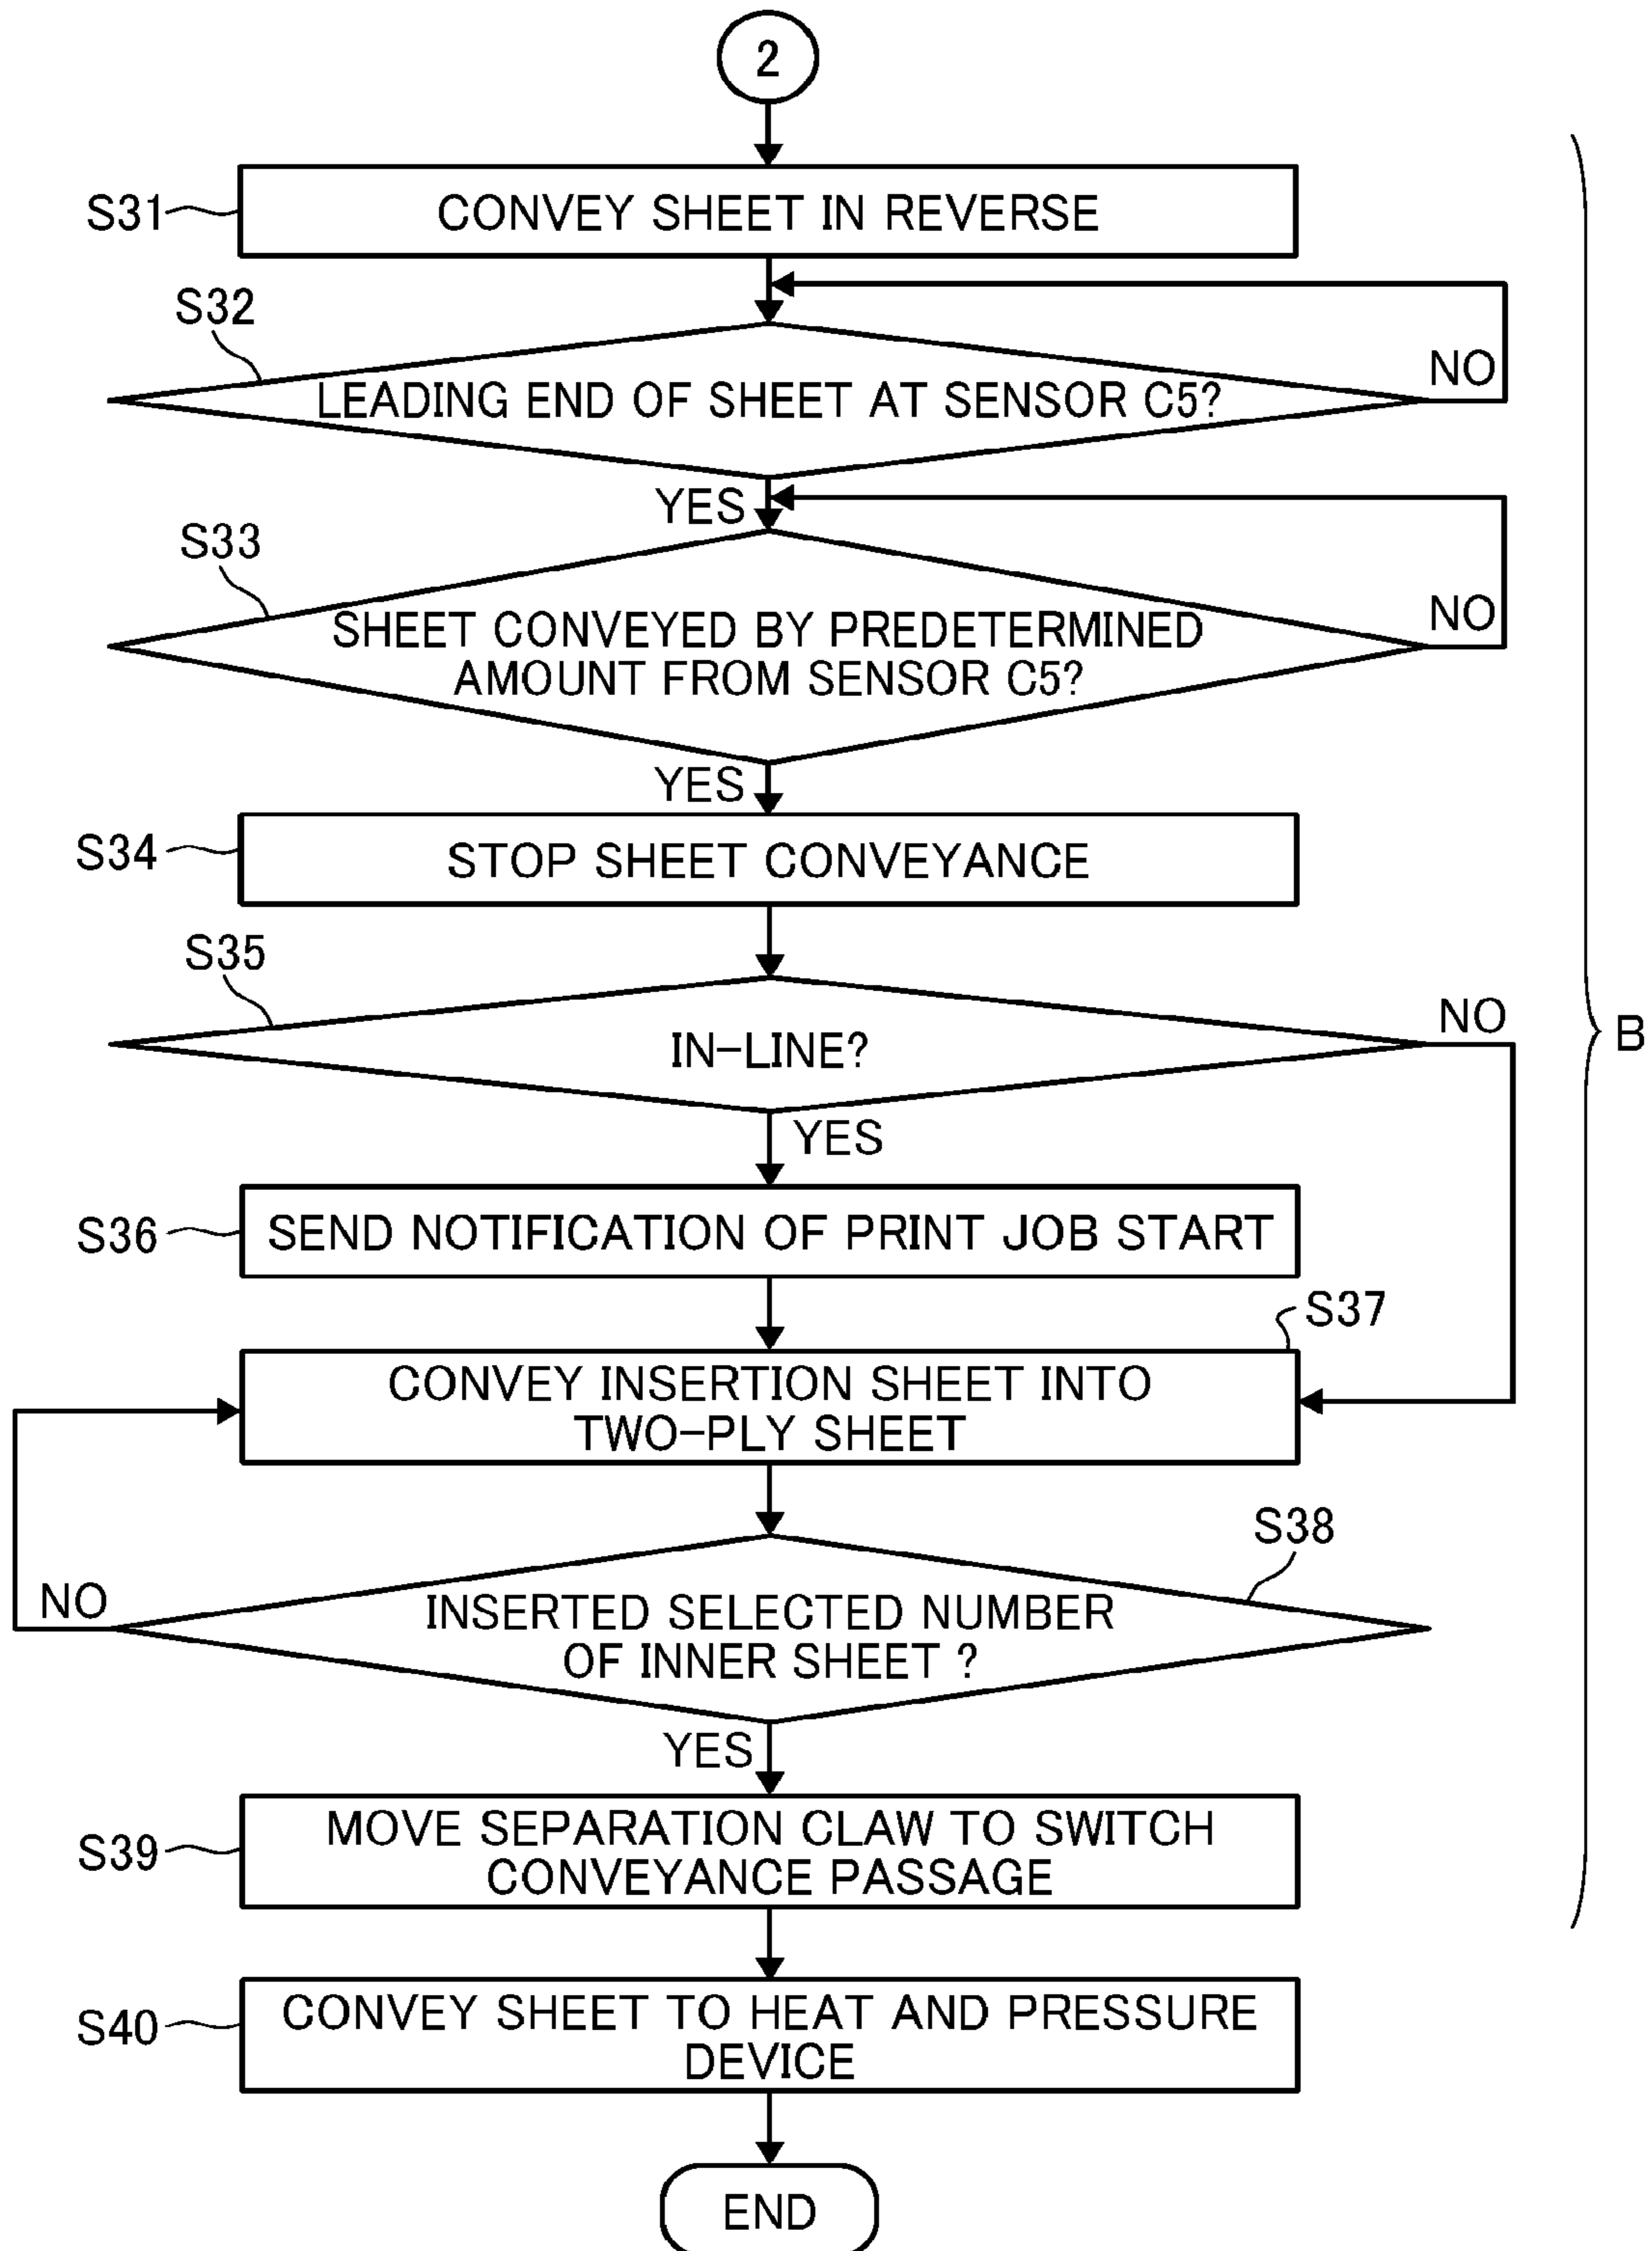 2
S31
CONVEY SHEET IN REVERSE
S32
LEADING END OF SHEET AT SENSOR C5?
NO
YES
S33
SHEET CONVEYED BY PREDETERMINED
AMOUNT FROM SENSOR C5?
NO
YES
S34
STOP SHEET CONVEYANCE
S35
IN-LINE?
NO
B
YES
S36
SEND NOTIFICATION OF PRINT JOB START
S37
CONVEY INSERTION SHEET INTO
TWO-PLY SHEET
S38
INSERTED SELECTED NUMBER
OF INNER SHEET ?
NO
YES
S39
MOVE SEPARATION CLAW TO SWITCH
CONVEYANCE PASSAGE
S40
CONVEY SHEET TO HEAT AND PRESSURE
DEVICE
END